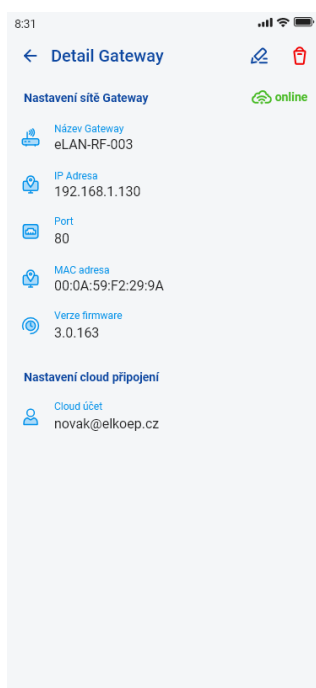 8:31
Detail Gateway
Nastavení sítě Gateway
online
Název Gateway
eLAN-RF-003
IP Adresa
192.168.1.130
Port
80
MAC adresa
00:0A:59:F2:29:9A
Verze firmware
3.0.163
Nastavení cloud připojení
Cloud účet
novak@elkoep.cz